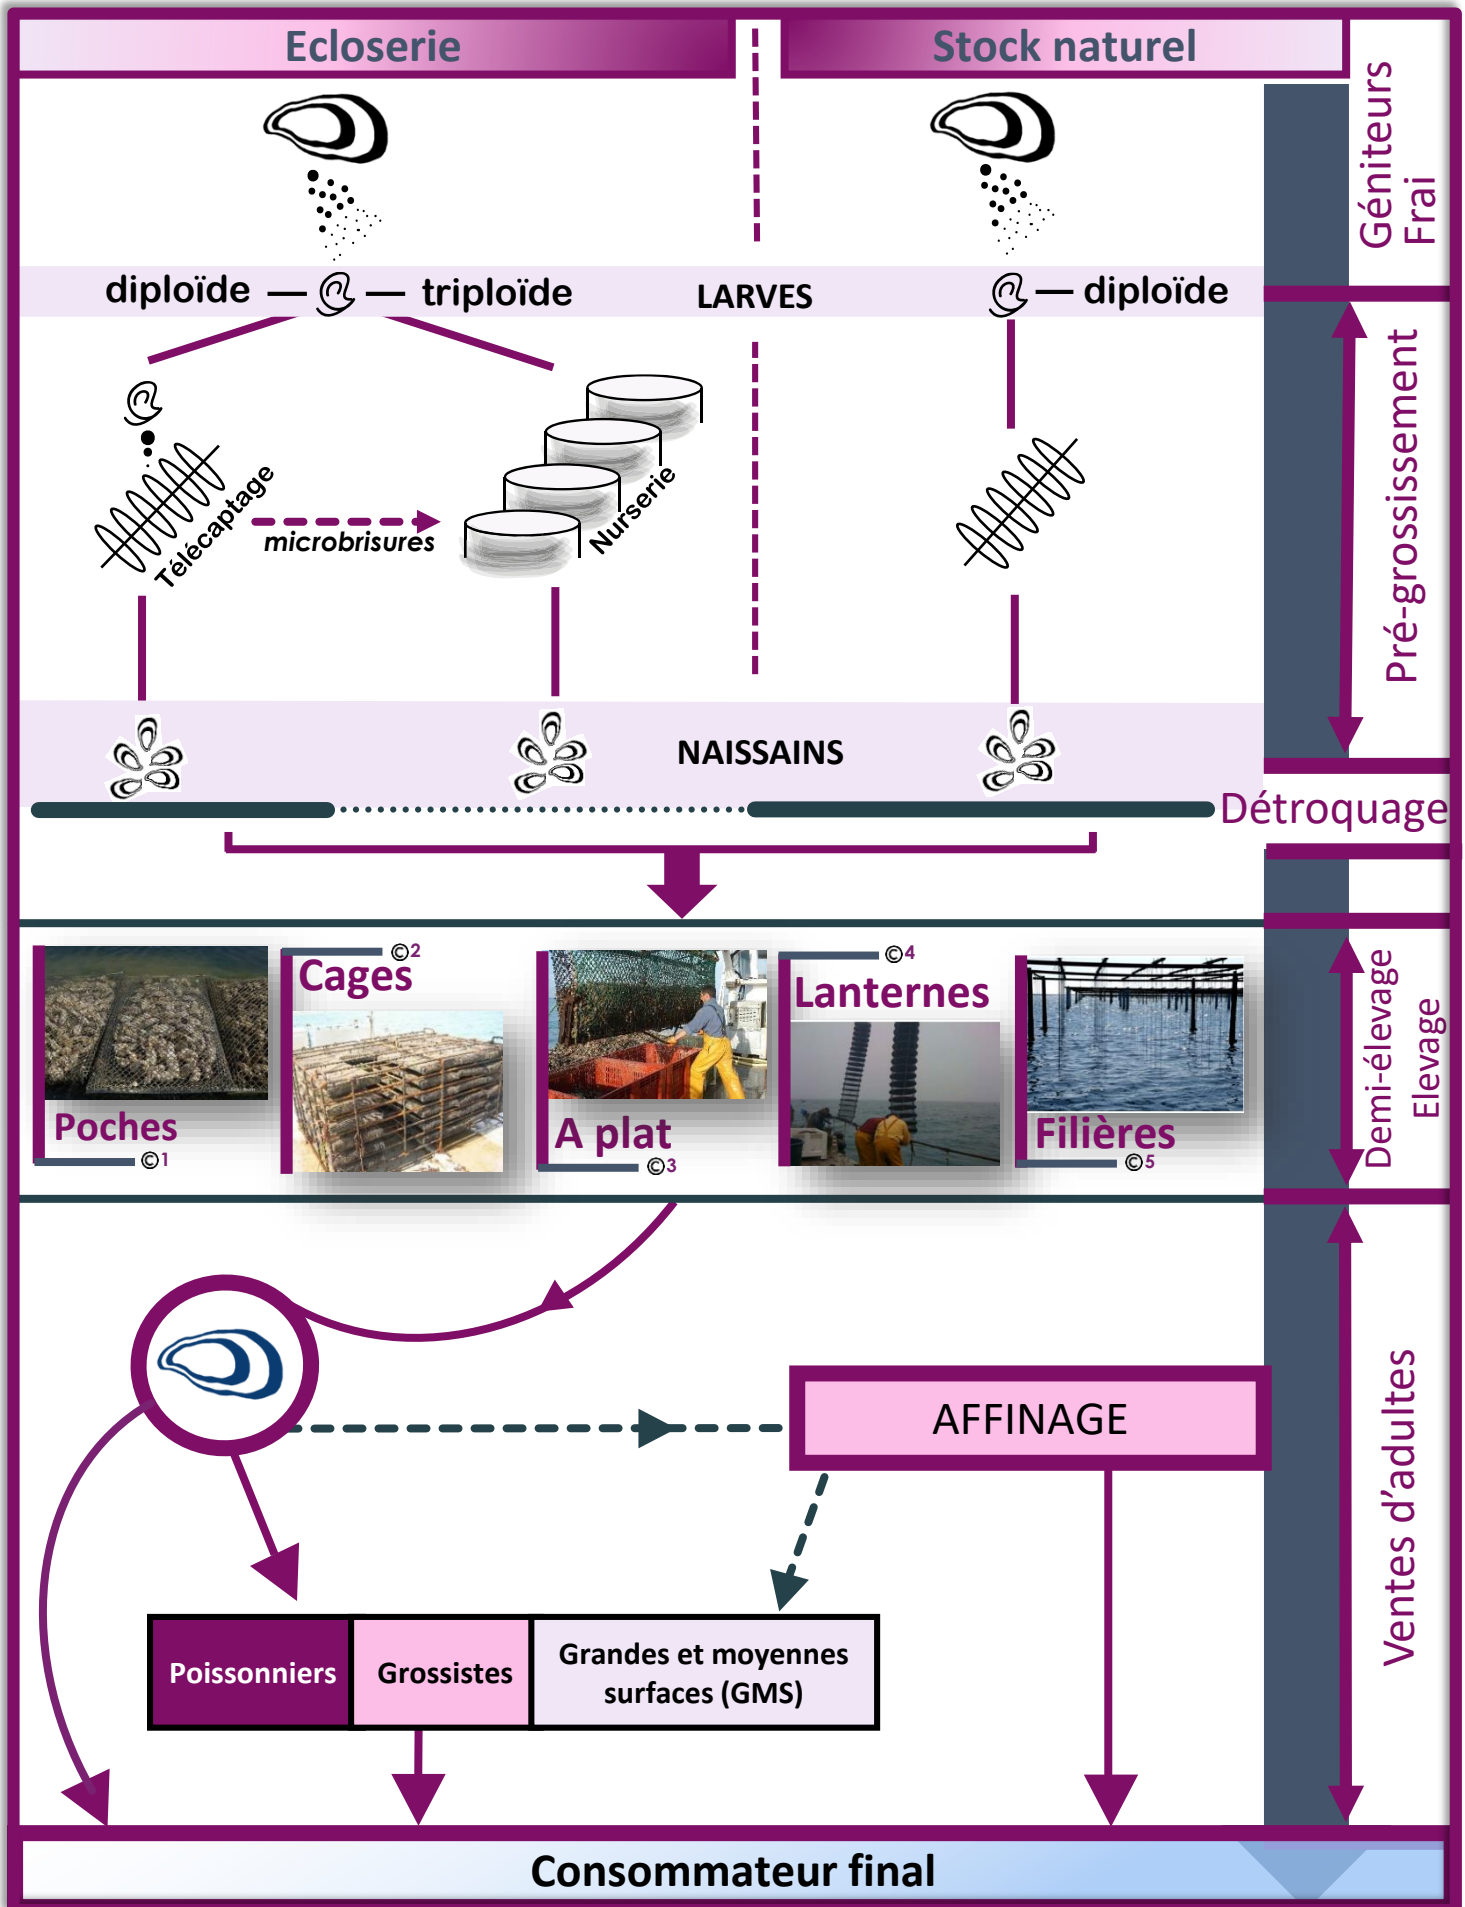 Ecloserie
Stock naturel
Géniteurs
Frai
diploïde
triploïde
LARVES
diploïde
Pré-grossissement
Télécaptage
microbrisures
Nurserie
NAISSAINS
Détroquage
Poches
©1
©2
Cages
A plat
©3
©4
Lanternes
Filières
©5
Demi-élevage
Elevage
AFFINAGE
Ventes d'adultes
Poissonniers
Grossistes
Grandes et moyennes
surfaces (GMS)
Consommateur final